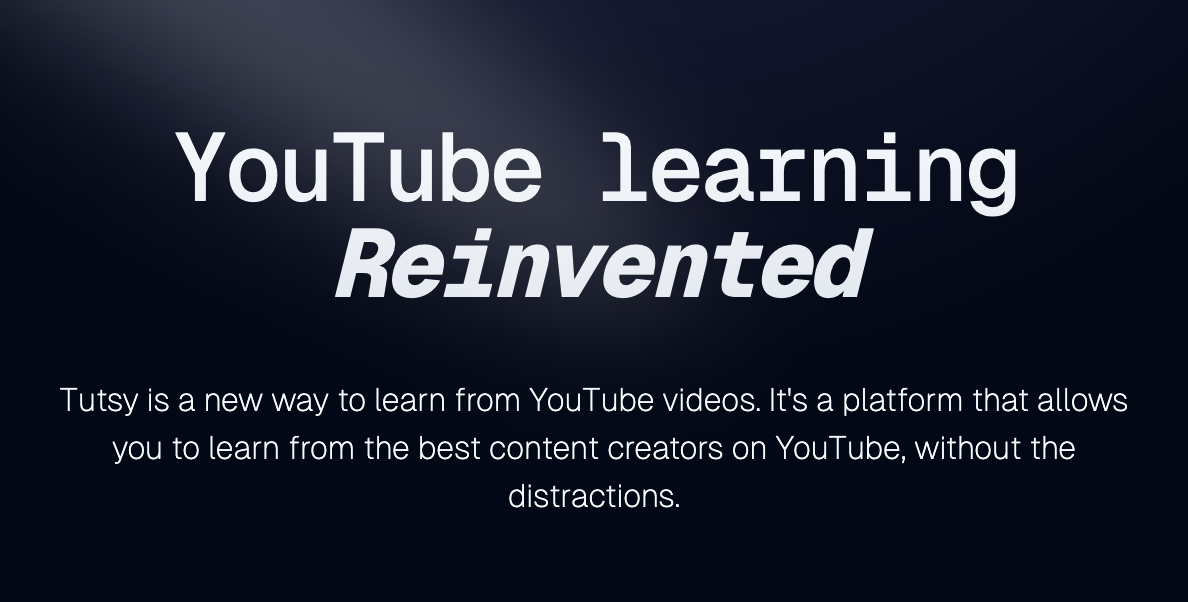 YouTube learning
Reinvented
Tutsy is a new way to learn from YouTube videos. It's a platform that allows
you to learn from the best content creators on YouTube, without the
distractions.